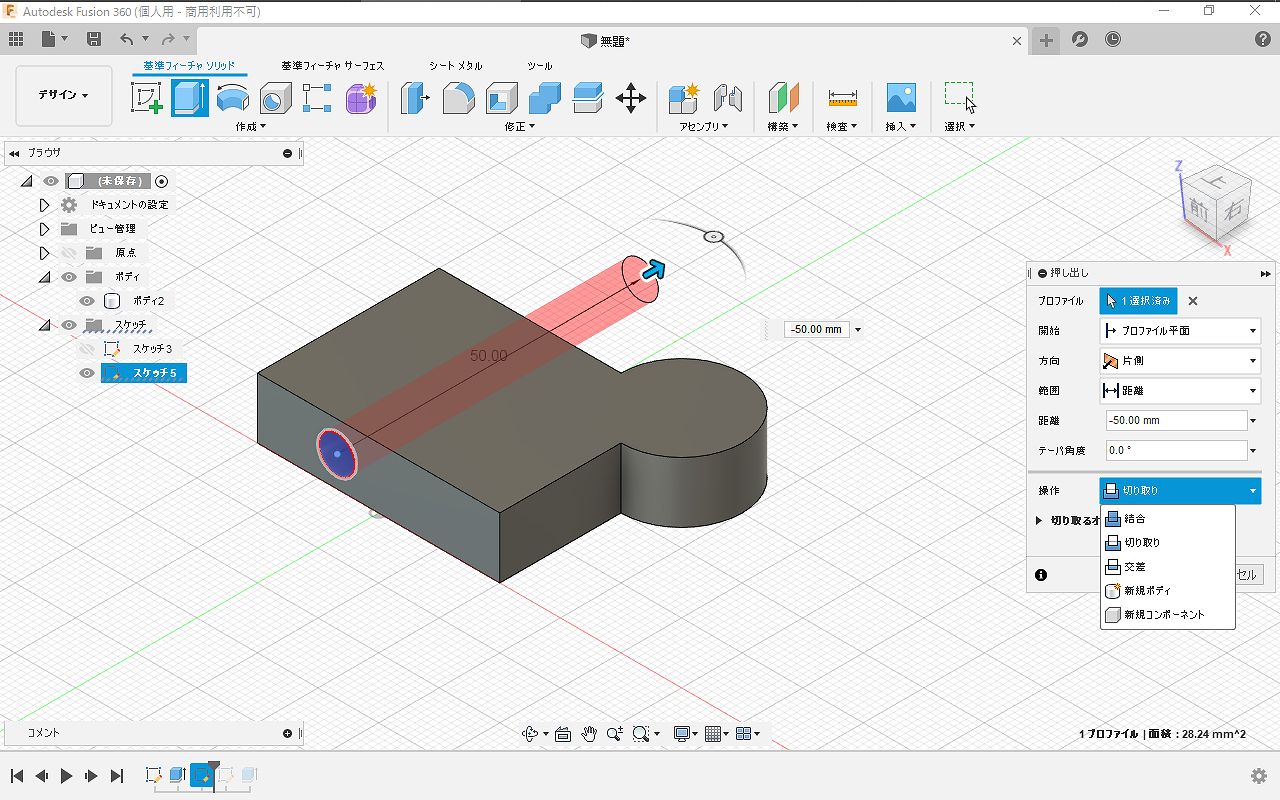 Autodesk Fusion 360 (個人用 - 商用利用不可)
無題*
デザイン
基準フィーチャ ソリッド
基準フィーチャ サーフェス
シート メタル
ツール
作成
修正
アセンブリ
構築
検査
挿入
選択
ブラウザ
(未保存)
ドキュメントの設定
ビュー管理
原点
ボディ
ボディ2
スケッチ
スケッチ3
スケッチ5
Z
上
前
右
X
50.00
-50.00 mm
押し出し
プロファイル
1 選択済み
開始
プロファイル平面
方向
片側
範囲
距離
距離
-50.00 mm
テーパ角度
0.0 °
操作
切り取り
切り取るオ
結合
切り取り
交差
新規ボディ
新規コンポーネント
セル
コメント
1 プロファイル | 面積 : 28.24 mm^2